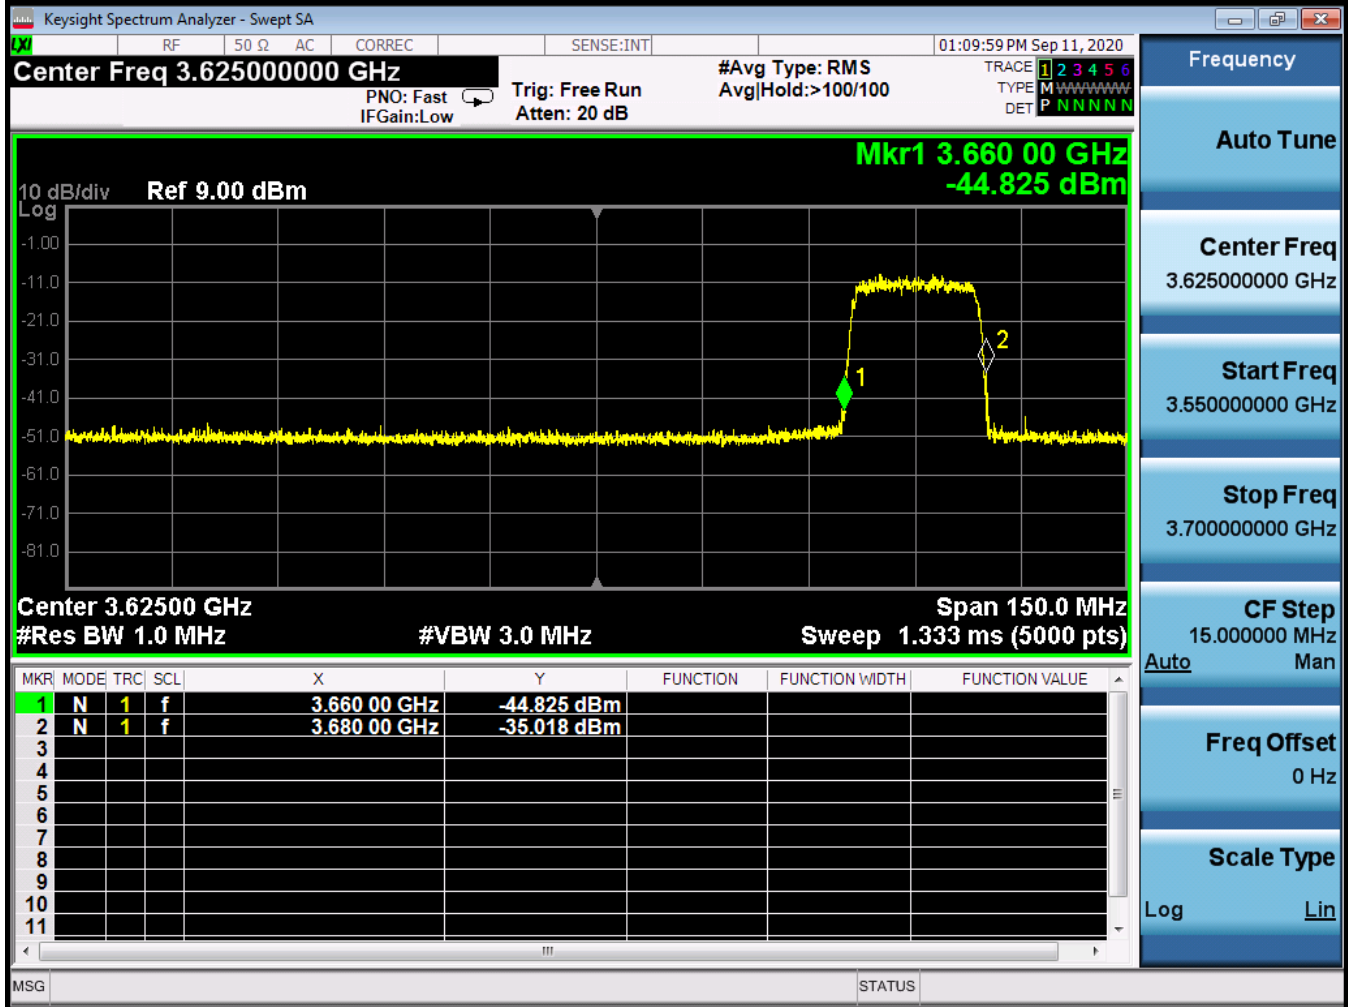 Keysight Spectrum Analyzer - Swept SA
LXI RF 50 Ω AC CORREC SENSE:INT 01:09:59 PM Sep 11, 2020
Center Freq 3.625000000 GHz
PNO: Fast
IFGain:Low
Trig: Free Run
Atten: 20 dB
#Avg Type: RMS
Avg|Hold:>100/100
TRACE 1 2 3 4 5 6
TYPE M W W W W W
DET P N N N N N
Mkr1 3.660 00 GHz
-44.825 dBm
10 dB/div
Log
Ref 9.00 dBm
-1.00
-11.0
-21.0
-31.0
-41.0
-51.0
-61.0
-71.0
-81.0
1
2
Center 3.62500 GHz
Span 150.0 MHz
#Res BW 1.0 MHz
#VBW 3.0 MHz
Sweep 1.333 ms (5000 pts)
MKR MODE TRC SCL X Y FUNCTION FUNCTION WIDTH FUNCTION VALUE
1 N 1 f 3.660 00 GHz -44.825 dBm
2 N 1 f 3.680 00 GHz -35.018 dBm
3
4
5
6
7
8
9
10
11
MSG
STATUS
Frequency
Auto Tune
Center Freq
3.625000000 GHz
Start Freq
3.550000000 GHz
Stop Freq
3.700000000 GHz
CF Step
15.000000 MHz
Auto Man
Freq Offset
0 Hz
Scale Type
Log Lin